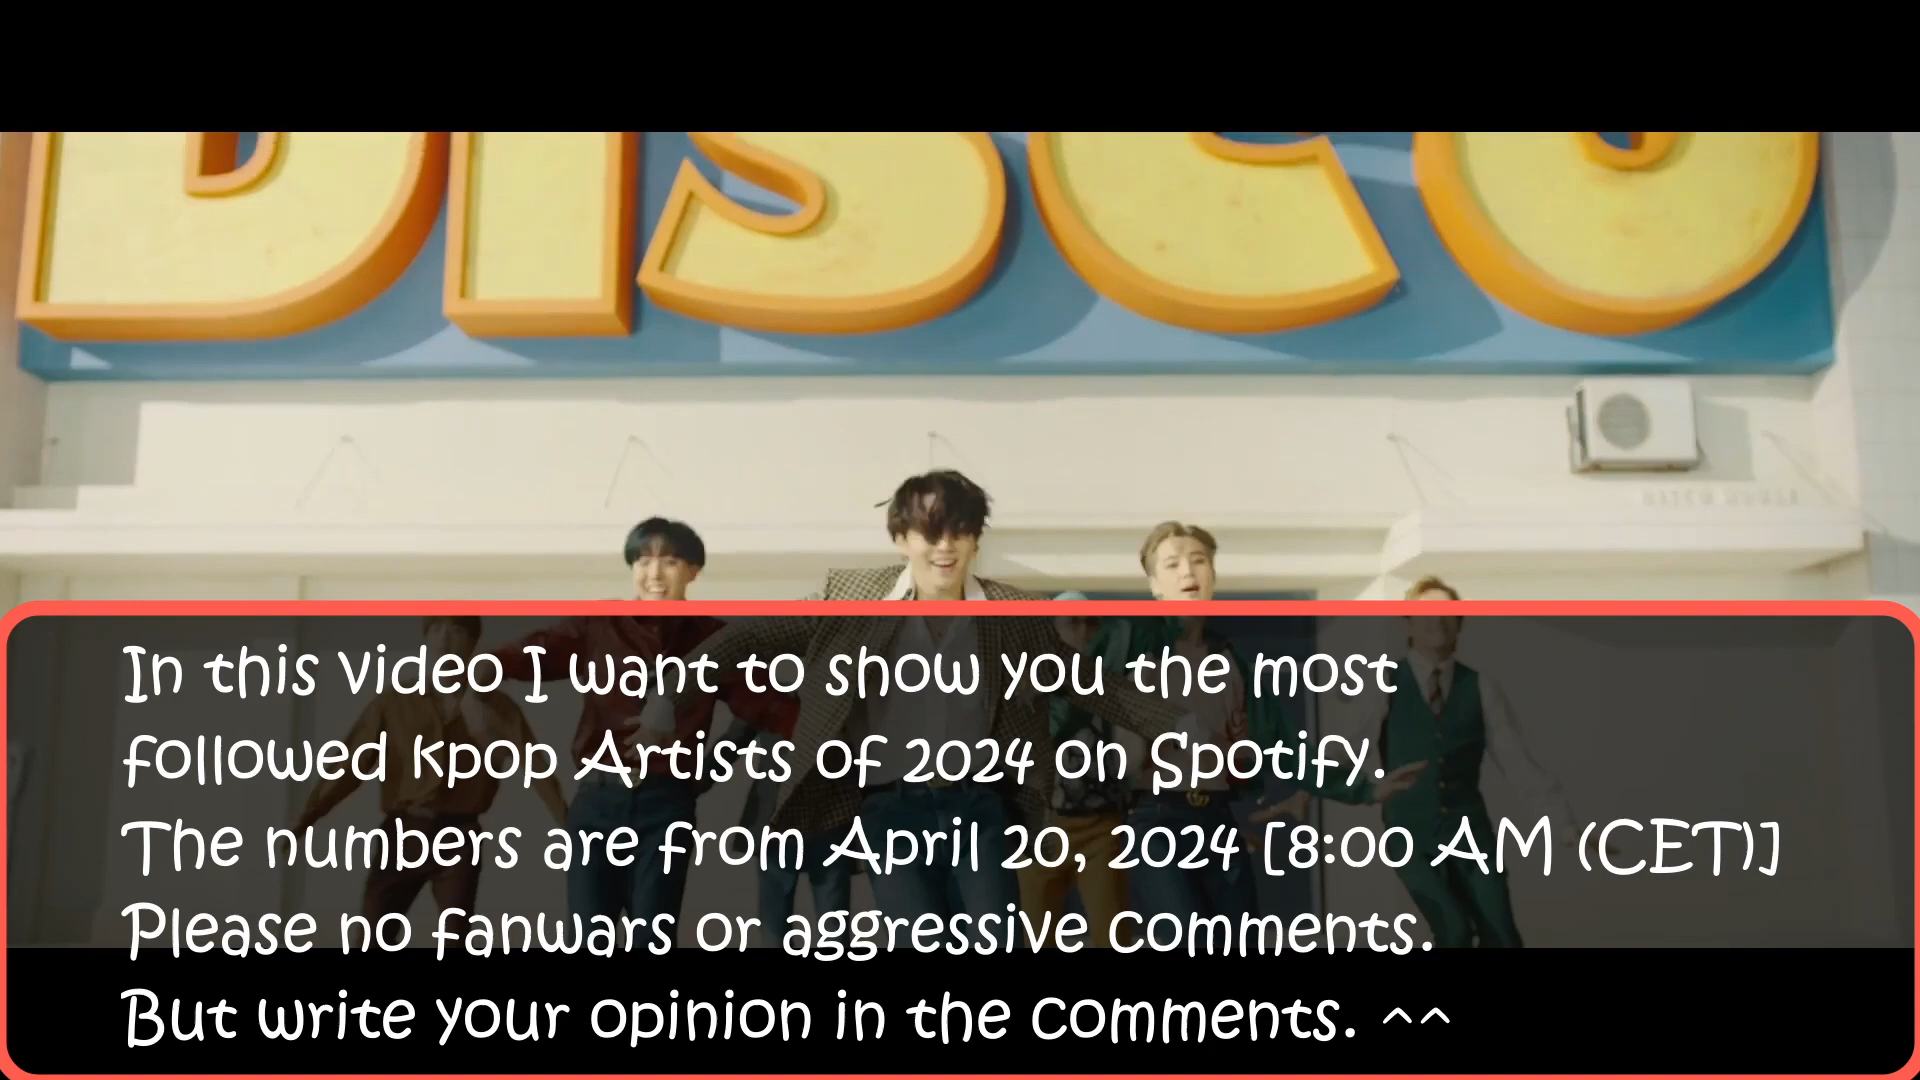 DISCO
In this video I want to show you the most
followed kpop Artists of 2024 on Spotify.
The numbers are from April 20, 2024 [8:00 AM (CET)]
Please no fanwars or aggressive comments.
But write your opinion in the comments. ^^